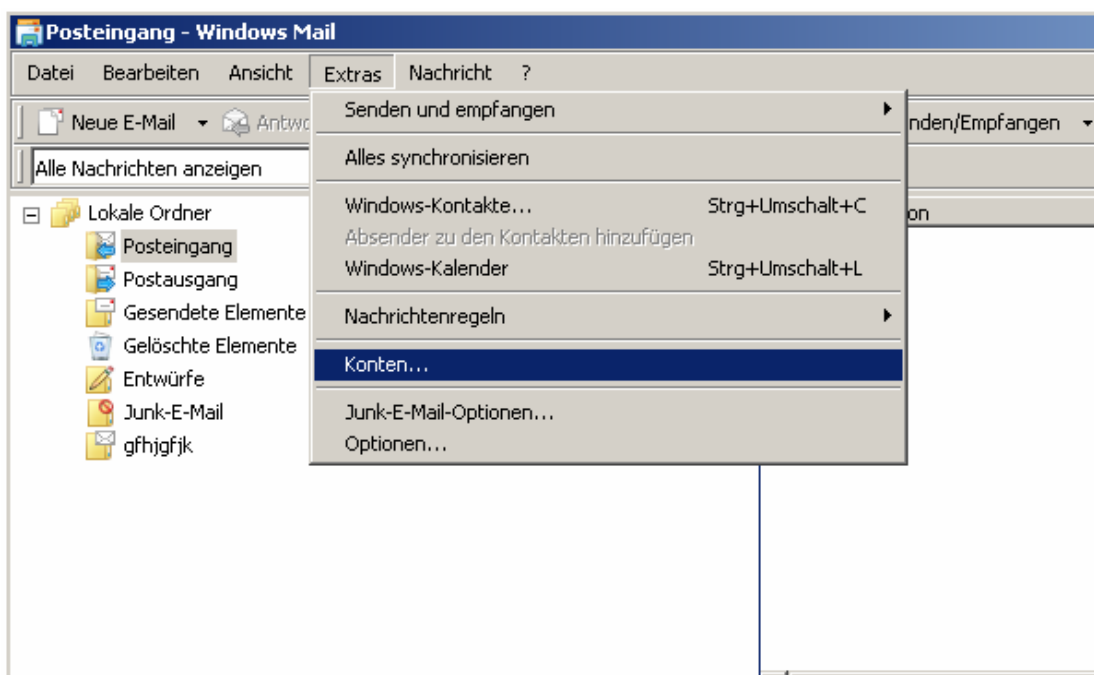 Posteingang - Windows Mail
Datei Bearbeiten Ansicht Extras Nachricht ?
Neue E-Mail Antwo
nden/Empfangen
Alle Nachrichten anzeigen
Senden und empfangen
Alles synchronisieren
Windows-Kontakte... Strg+Umschalt+C
Absender zu den Kontakten hinzufügen
Windows-Kalender Strg+Umschalt+L
Nachrichtenregeln
Konten...
Junk-E-Mail-Optionen...
Optionen...
on
Lokale Ordner
Posteingang
Postausgang
Gesendete Elemente
Gelöschte Elemente
Entwürfe
Junk-E-Mail
gfhjgfjk